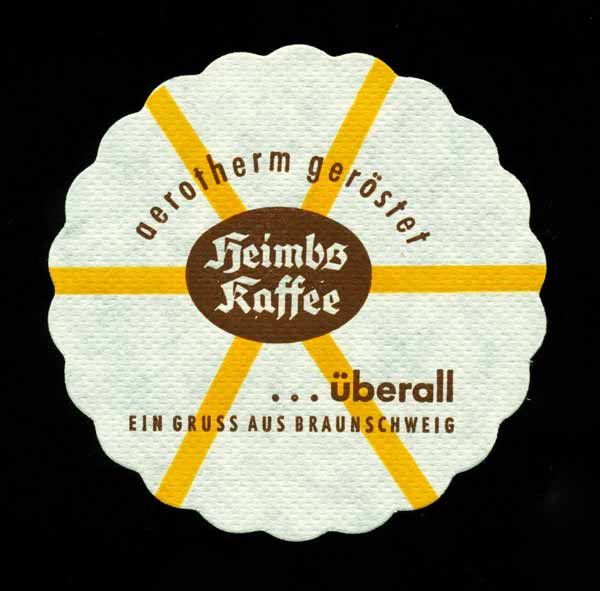 aerotherm geröstet
Heimbs
Kaffee
... überall
EIN GRUSS AUS BRAUNSCHWEIG